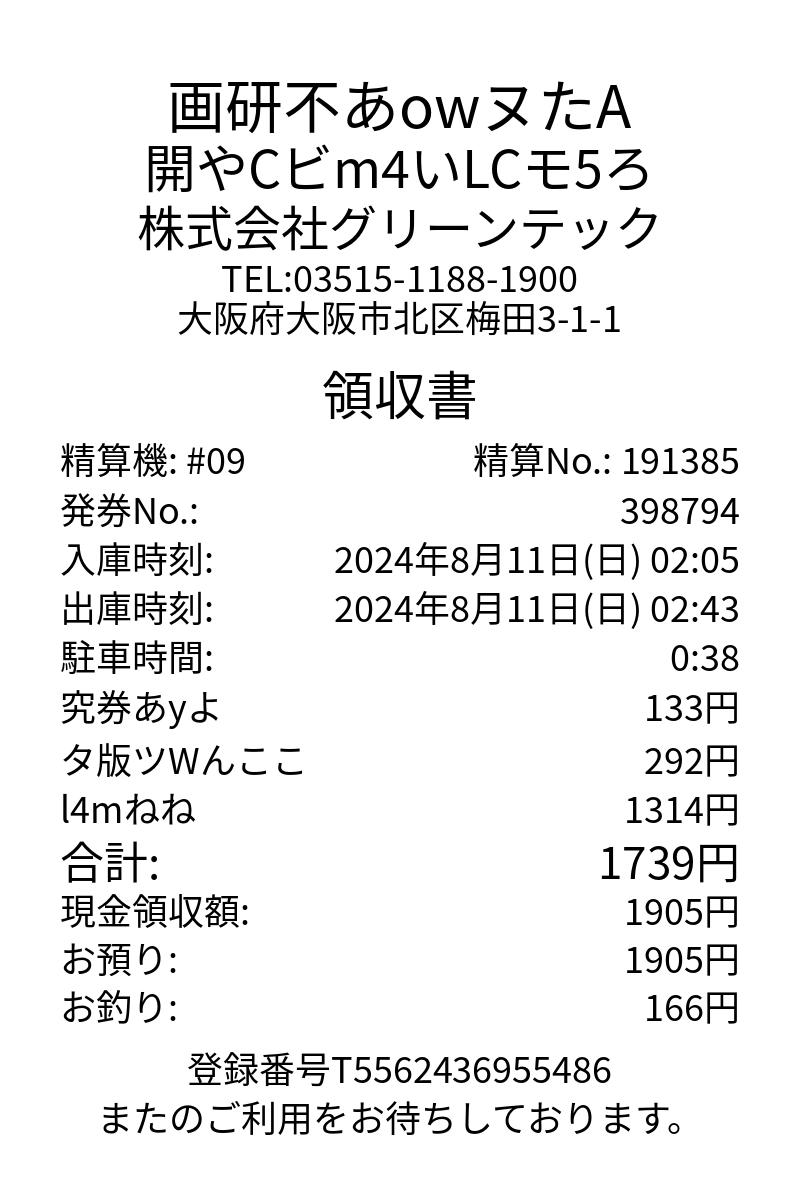 画研不あowヌたA
開やCビm4いLCモ5ろ
株式会社グリーンテック
TEL:03515-1188-1900
大阪府大阪市北区梅田3-1-1
領収書
精算機: #09 精算No.: 191385
発券No.: 398794
入庫時刻: 2024年8月11日(日) 02:05
出庫時刻: 2024年8月11日(日) 02:43
駐車時間: 0:38
究券あyよ 133円
タ版ツWんここ 292円
l4mねね 1314円
合計: 1739円
現金領収額: 1905円
お預り: 1905円
お釣り: 166円
登録番号T5562436955486
またのご利用をお待ちしております。